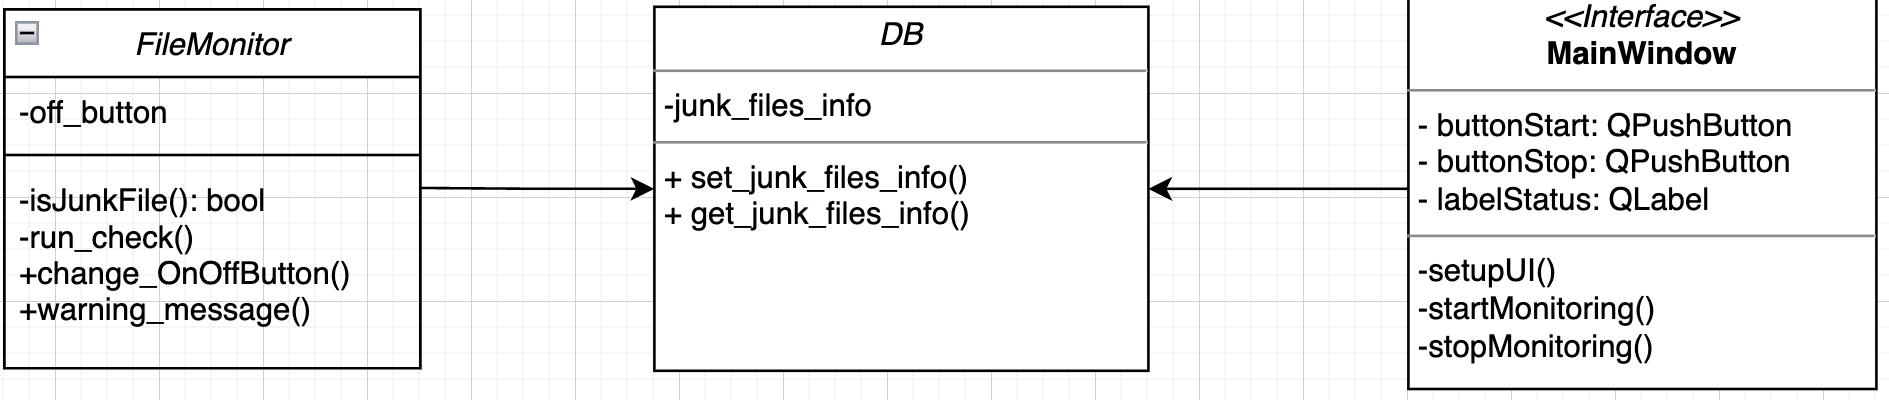 FileMonitor
-off_button
-isJunkFile(): bool
-run_check()
+change_OnOffButton()
+warning_message()
DB
-junk_files_info
+ set_junk_files_info()
+ get_junk_files_info()
<<Interface>>
MainWindow
- buttonStart: QPushButton
- buttonStop: QPushButton
- labelStatus: QLabel
-setupUI()
-startMonitoring()
-stopMonitoring()